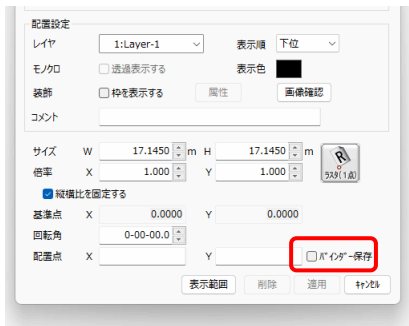 配置設定
レイヤ 1:Layer-1 表示順 下位
モノクロ 透過表示する 表示色
装飾 枠を表示する 属性 画像確認
コメント
サイズ W 17.1450 m H 17.1450 m
倍率 X 1.000 Y 1.000 R ﾗｽﾀ(1点)
縦横比を固定する
基準点 X 0.0000 Y 0.0000
回転角 0-00-00.0
配置点 X Y ﾊﾞｲﾝﾀﾞｰ保存
表示範囲 削除 適用 ｷｬﾝｾﾙ